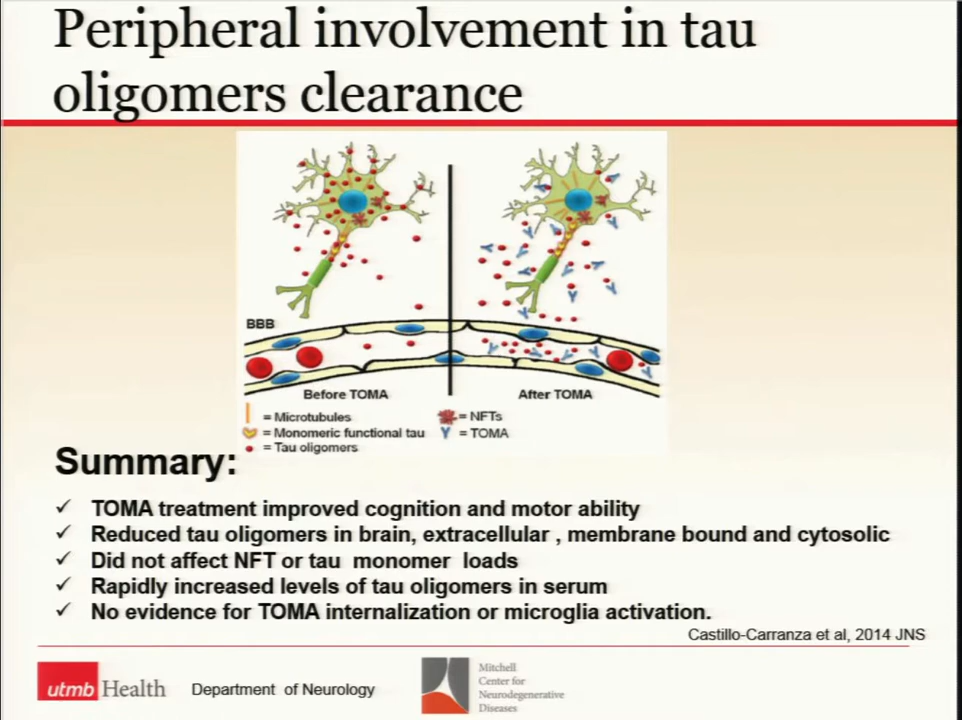 Peripheral involvement in tau
oligomers clearance
BBB
Before TOMA
After TOMA
= Microtubules
= Monomeric functional tau
= Tau oligomers
= NFTs
= TOMA
Summary:
✓ TOMA treatment improved cognition and motor ability
✓ Reduced tau oligomers in brain, extracellular , membrane bound and cytosolic
✓ Did not affect NFT or tau monomer loads
✓ Rapidly increased levels of tau oligomers in serum
✓ No evidence for TOMA internalization or microglia activation.
Castillo-Carranza et al, 2014 JNS
utmb Health
Department of Neurology
Mitchell
Center for
Neurodegenerative
Diseases